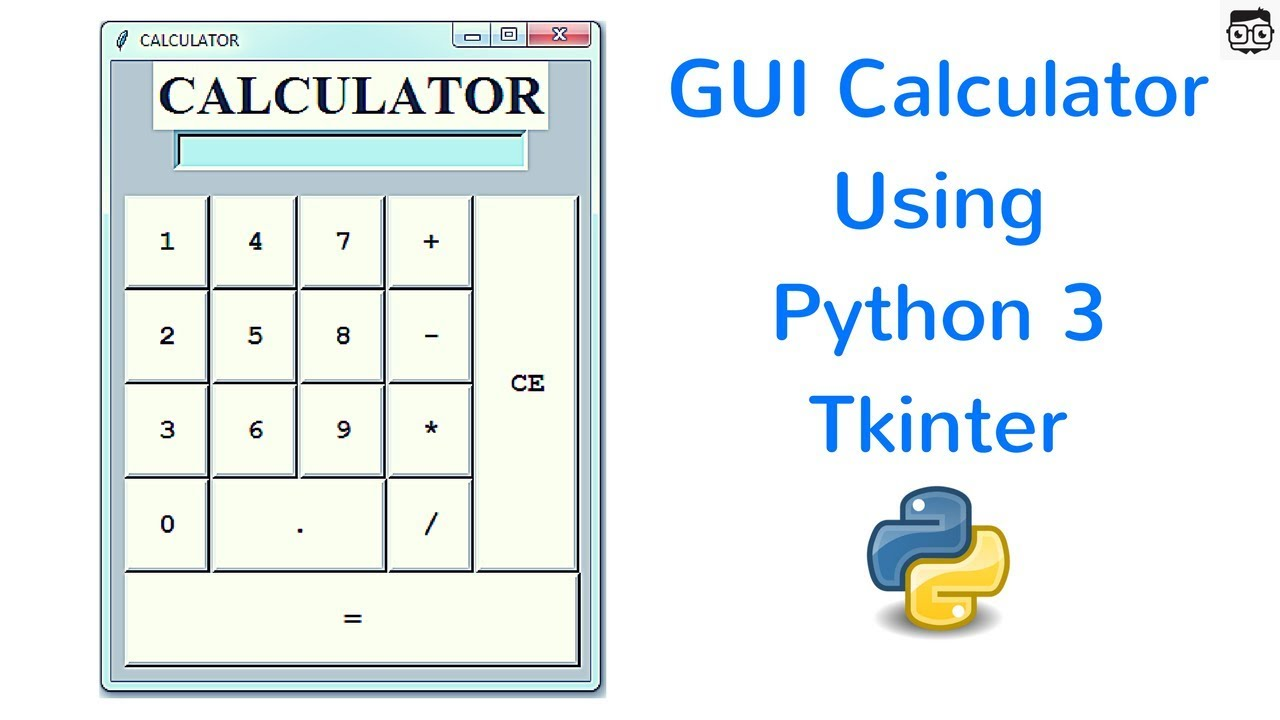 CALCULATOR
CALCULATOR
1 4 7 +
2 5 8 -
CE
3 6 9 *
0 . /
=
GUI Calculator
Using
Python 3
Tkinter